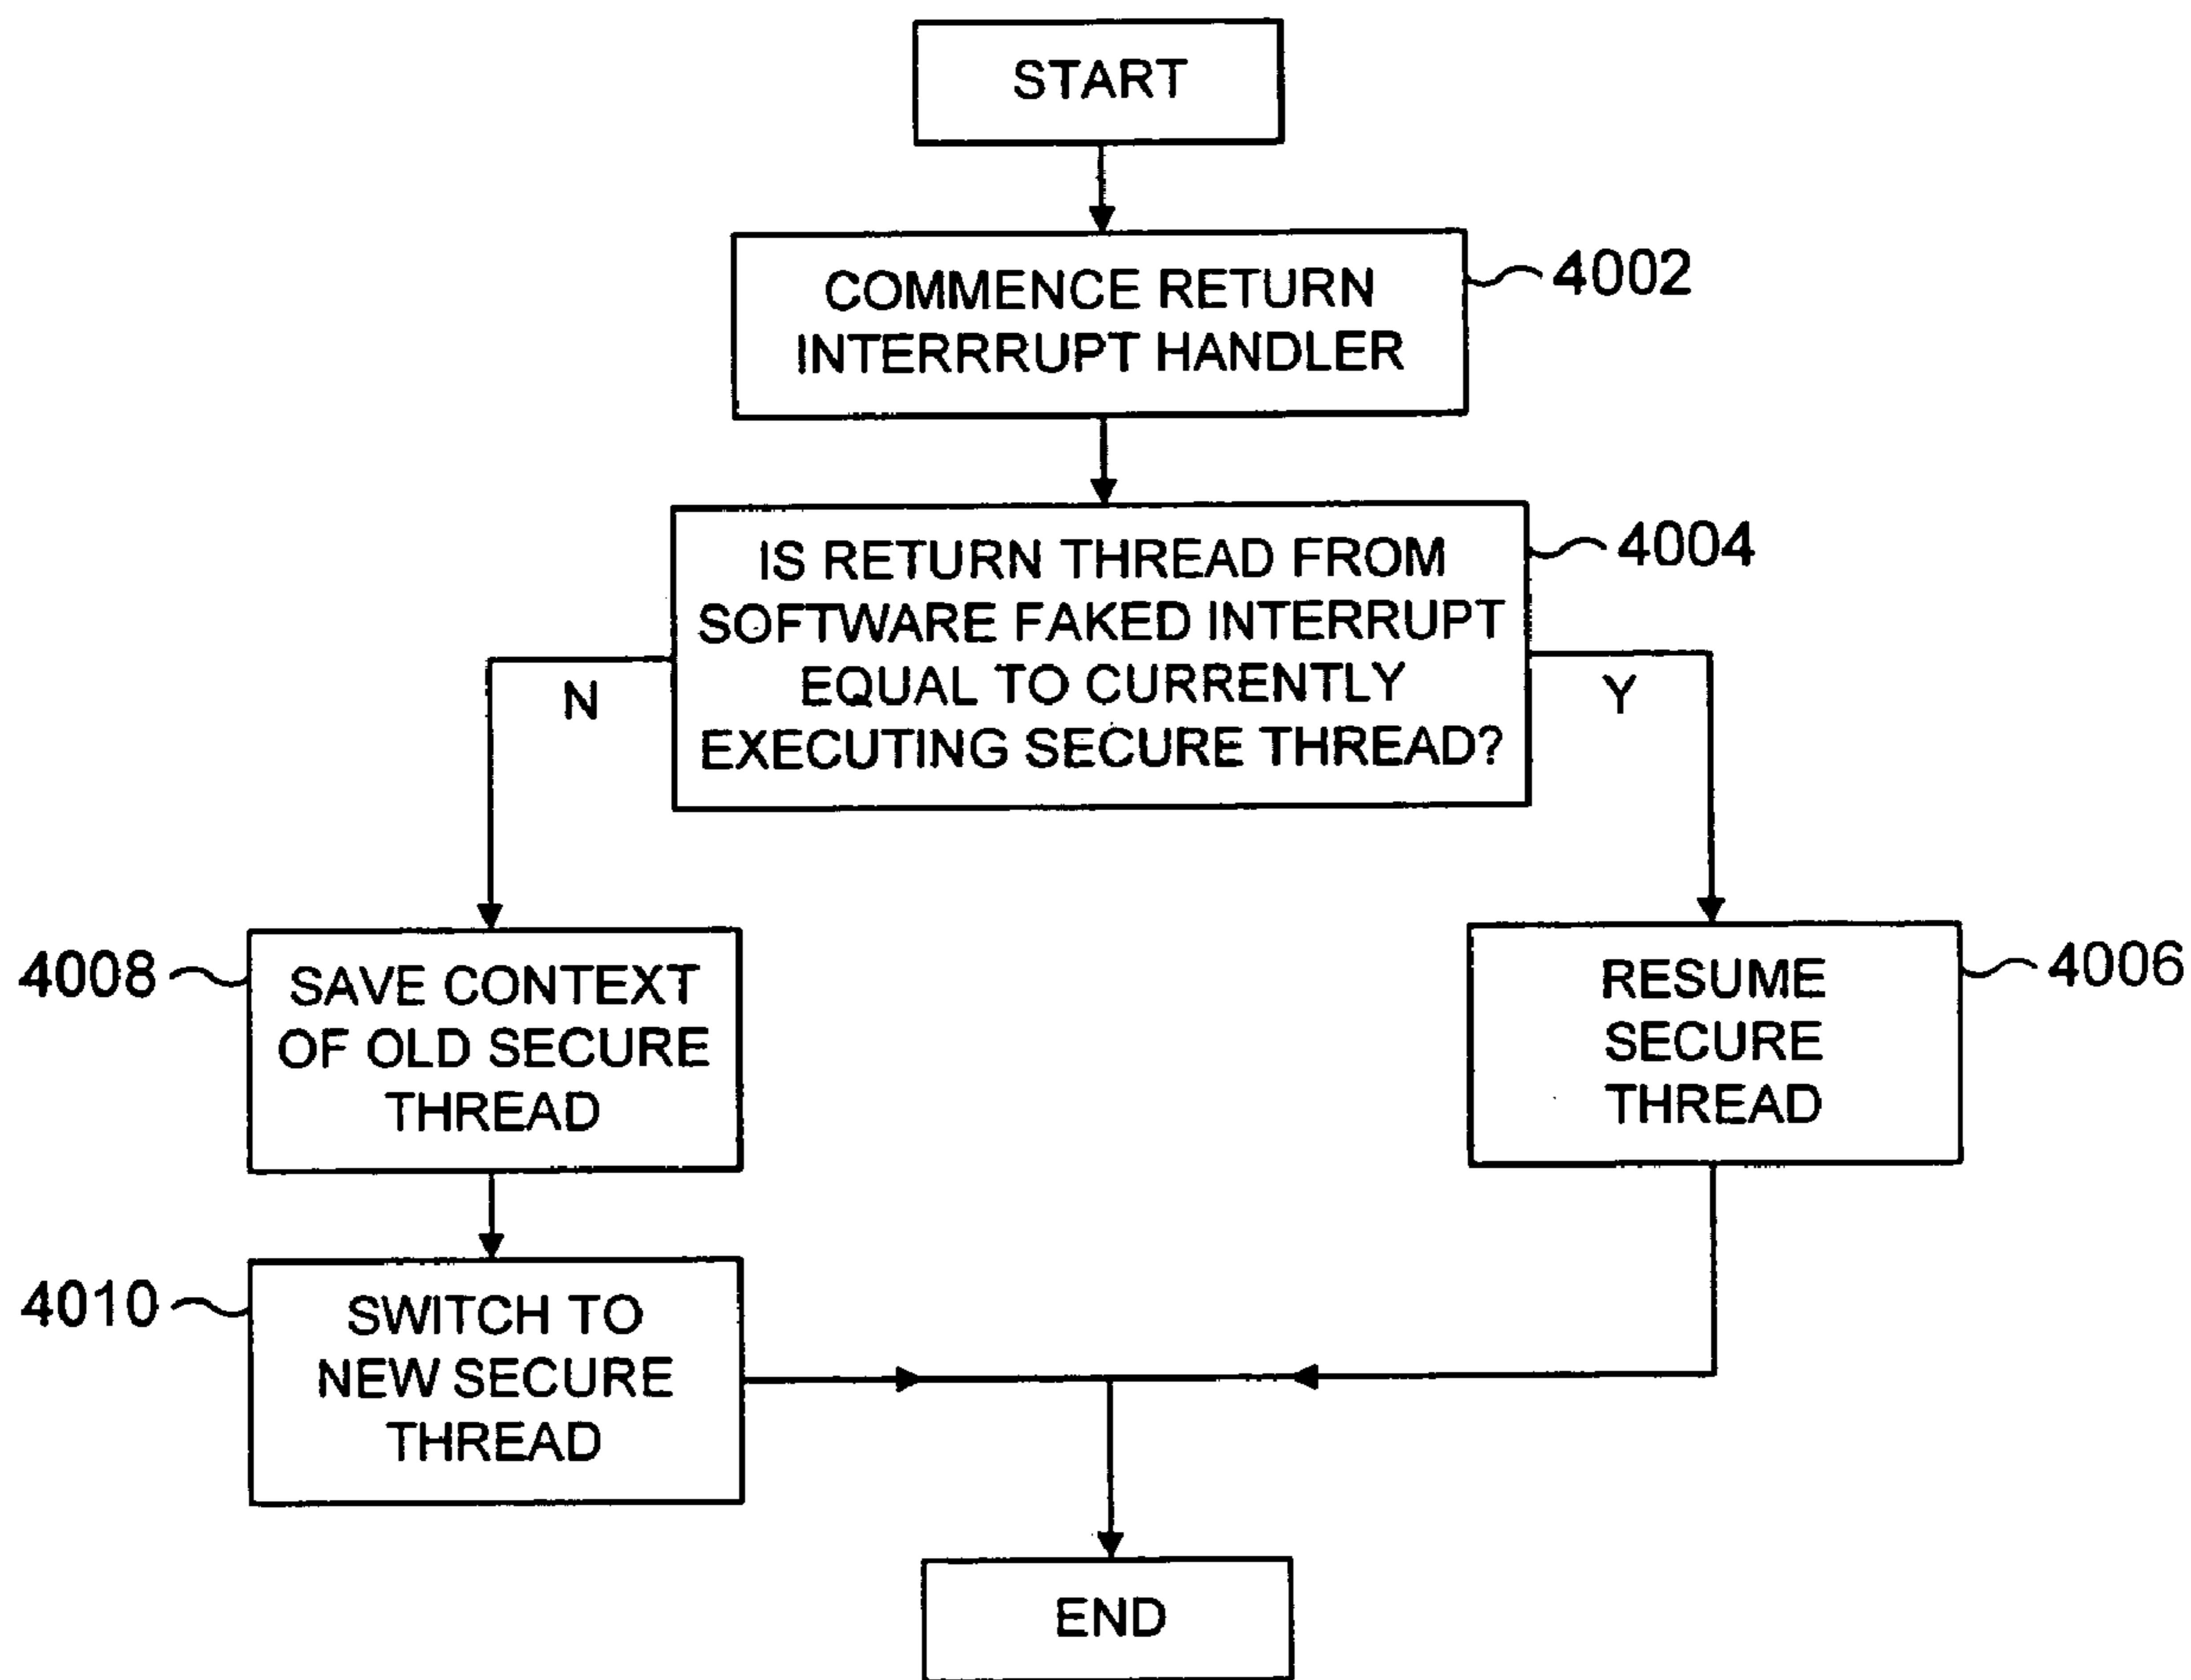 START
COMMENCE RETURN
INTERRRUPT HANDLER
4002
IS RETURN THREAD FROM
SOFTWARE FAKED INTERRUPT
EQUAL TO CURRENTLY
EXECUTING SECURE THREAD?
4004
N
Y
4008
SAVE CONTEXT
OF OLD SECURE
THREAD
RESUME
SECURE
THREAD
4006
4010
SWITCH TO
NEW SECURE
THREAD
END